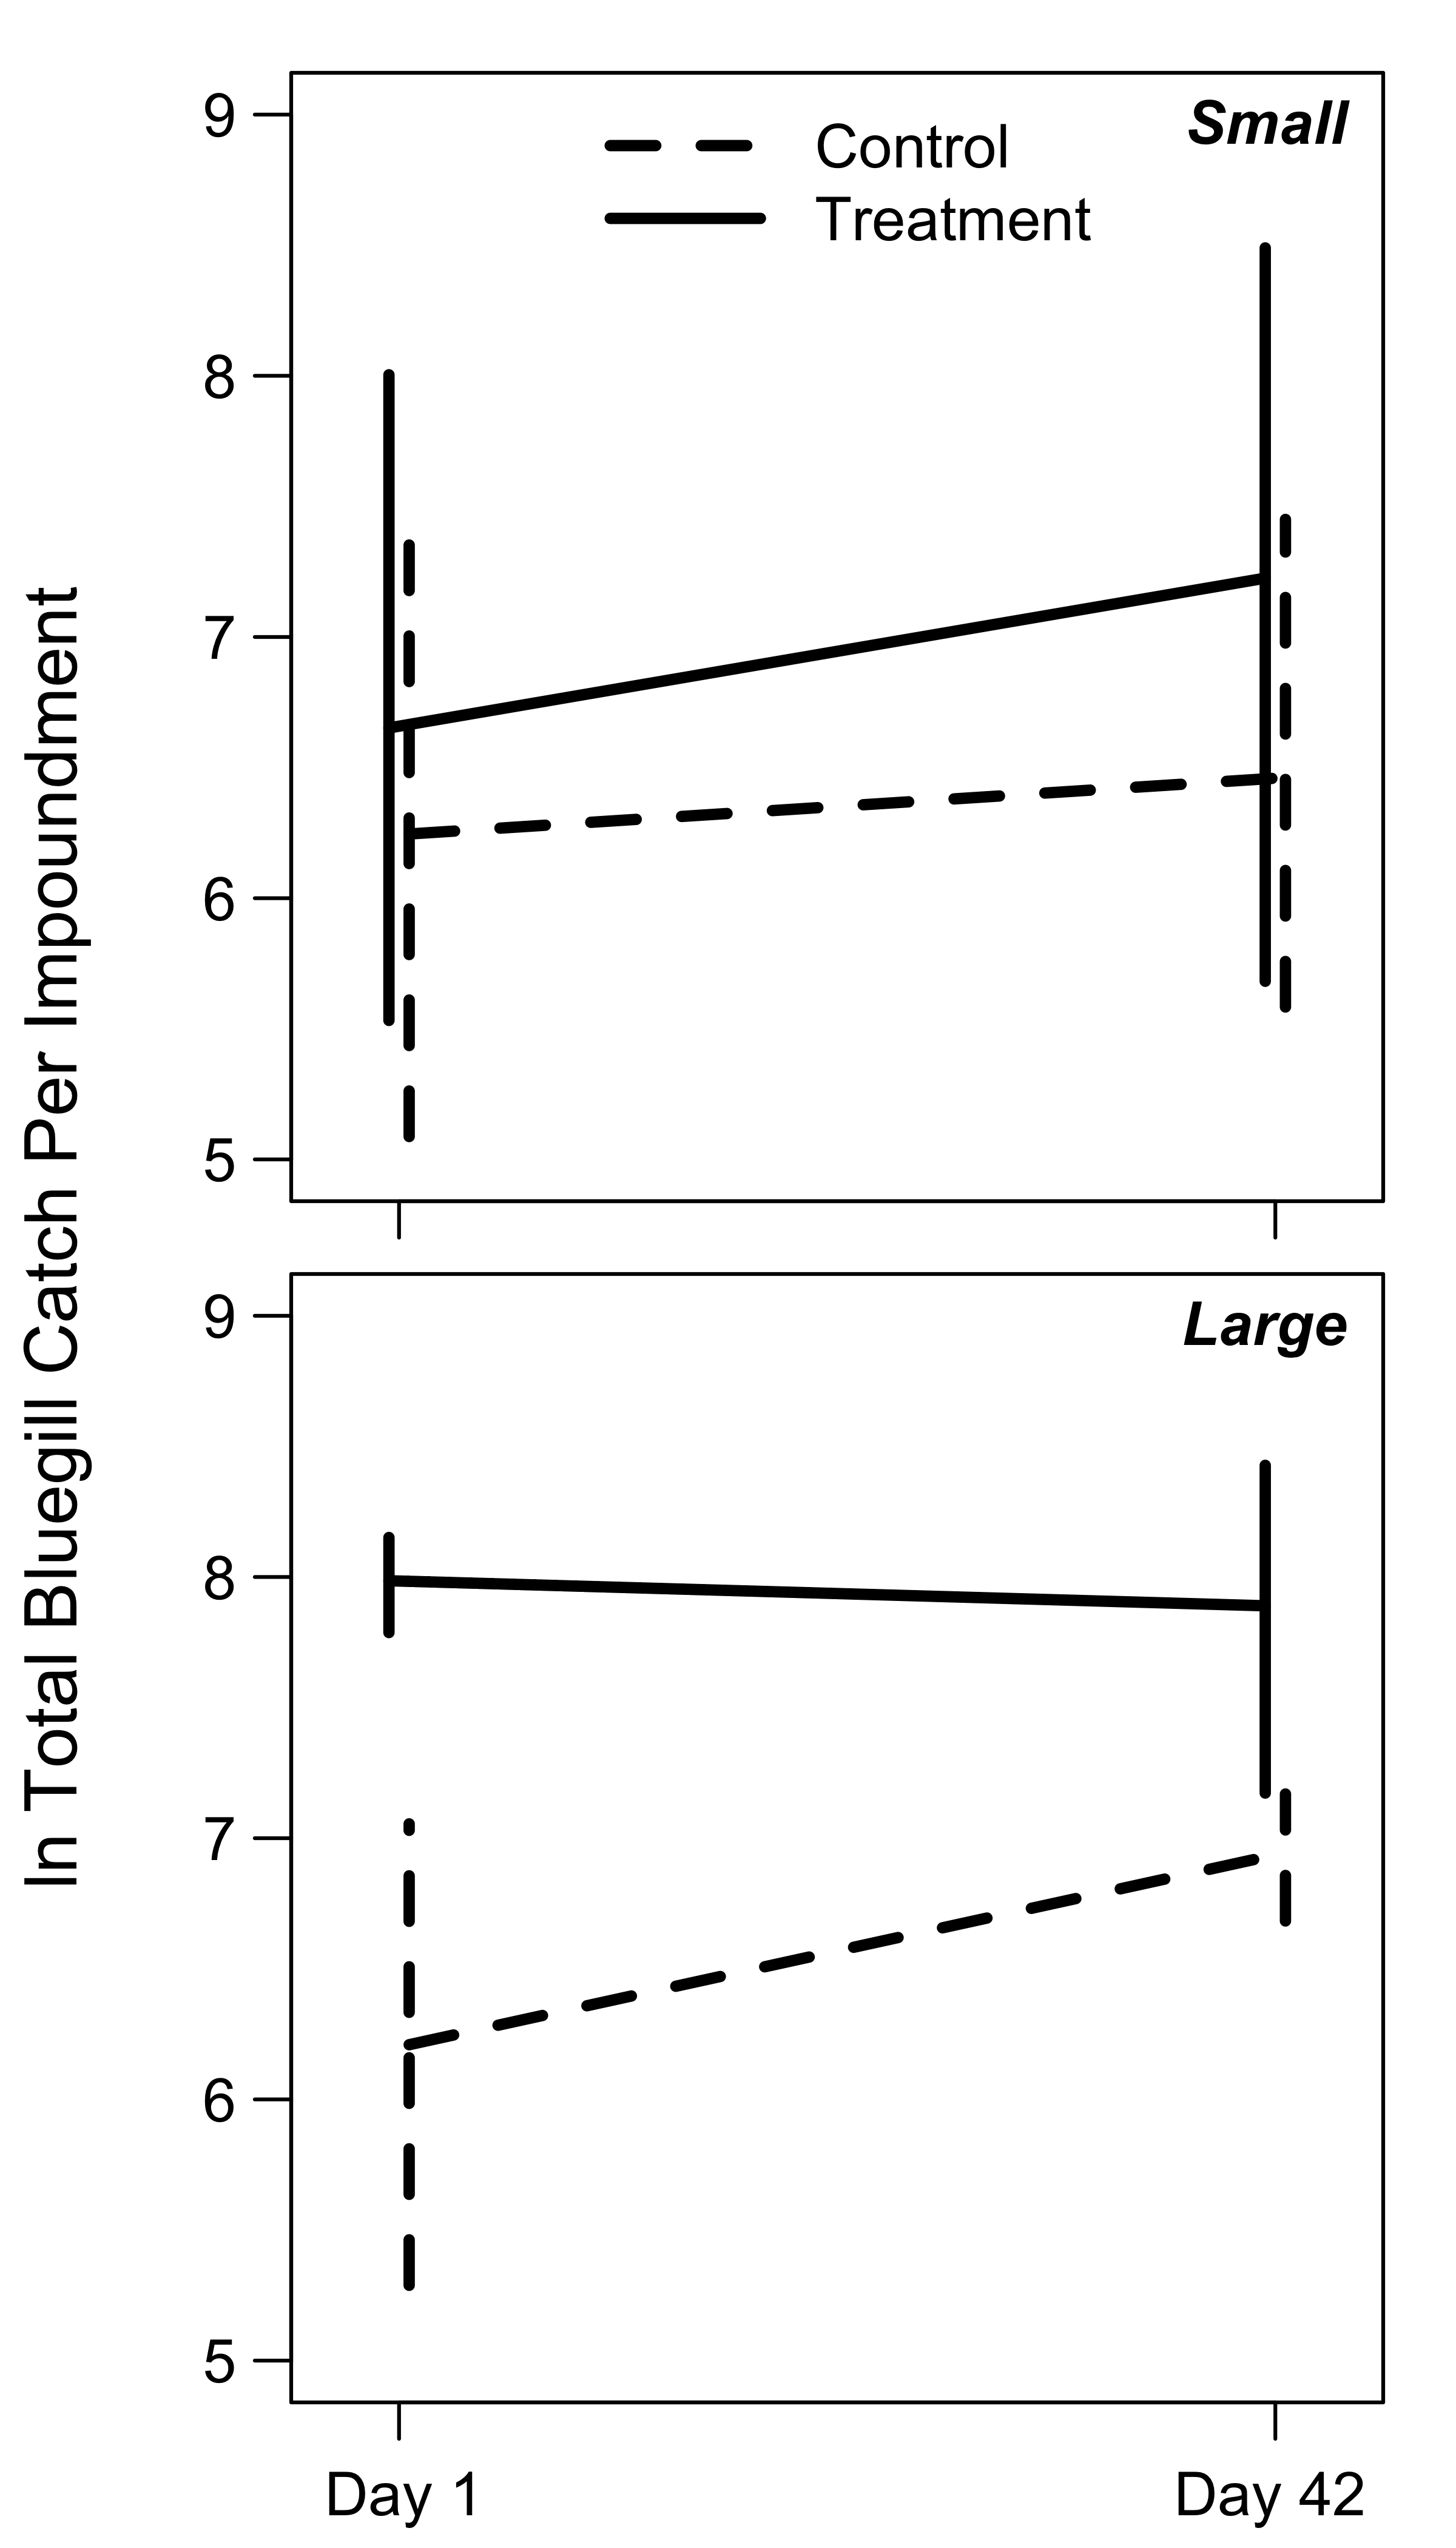 ln Total Bluegill Catch Per Impoundment
Small
Control
Treatment
9
8
7
6
5
Large
9
8
7
6
5
Day 1
Day 42